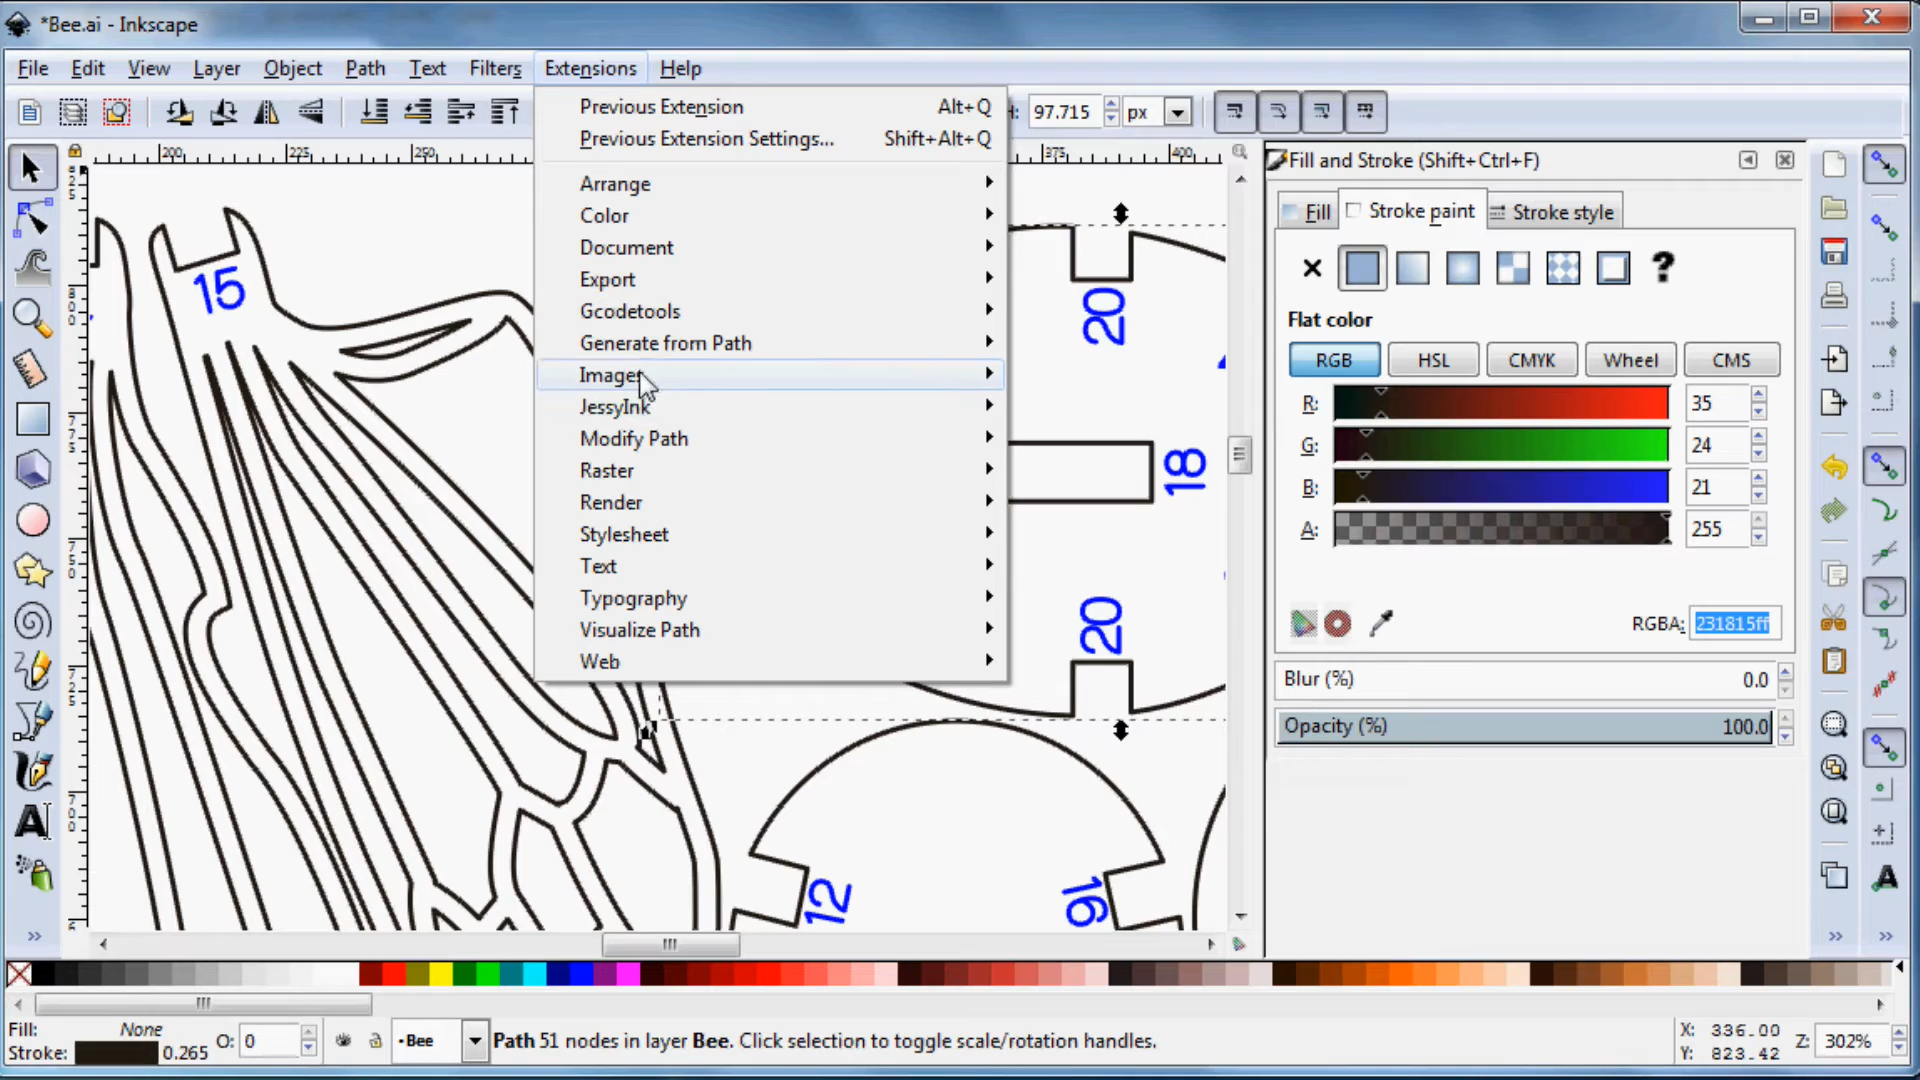 *Bee.ai - Inkscape
File Edit View Layer Object Path Text Filters Extensions Help
Previous Extension Alt+Q
Previous Extension Settings... Shift+Alt+Q
Arrange
Color
Document
Export
Gcodetools
Generate from Path
Images
JessyInk
Modify Path
Raster
Render
Stylesheet
Text
Typography
Visualize Path
Web
H: 97.715 px
200 225 250 375 400
15
20
18
20
12
16
Fill and Stroke (Shift+Ctrl+F)
Fill Stroke paint Stroke style
?
Flat color
RGB HSL CMYK Wheel CMS
R: 35
G: 24
B: 21
A: 255
RGBA: 231815ff
Blur (%) 0.0
Opacity (%) 100.0
Fill: None
Stroke: 0.265
O: 0
•Bee
Path 51 nodes in layer Bee. Click selection to toggle scale/rotation handles.
X: 336.00
Y: 823.42
Z: 302%